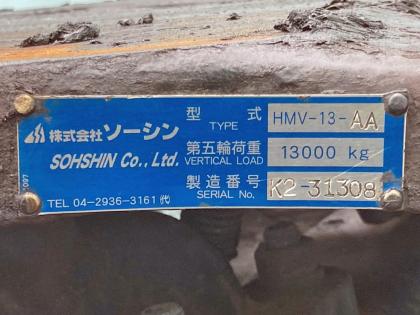 株式会社ソーシン
SOHSHIN Co., Ltd.
TEL 04-2936-3161 ㈹
型 式 HMV-13-AA
TYPE
第五輪荷重 13000 kg
VERTICAL LOAD
製造番号 K2-31308
SERIAL No.